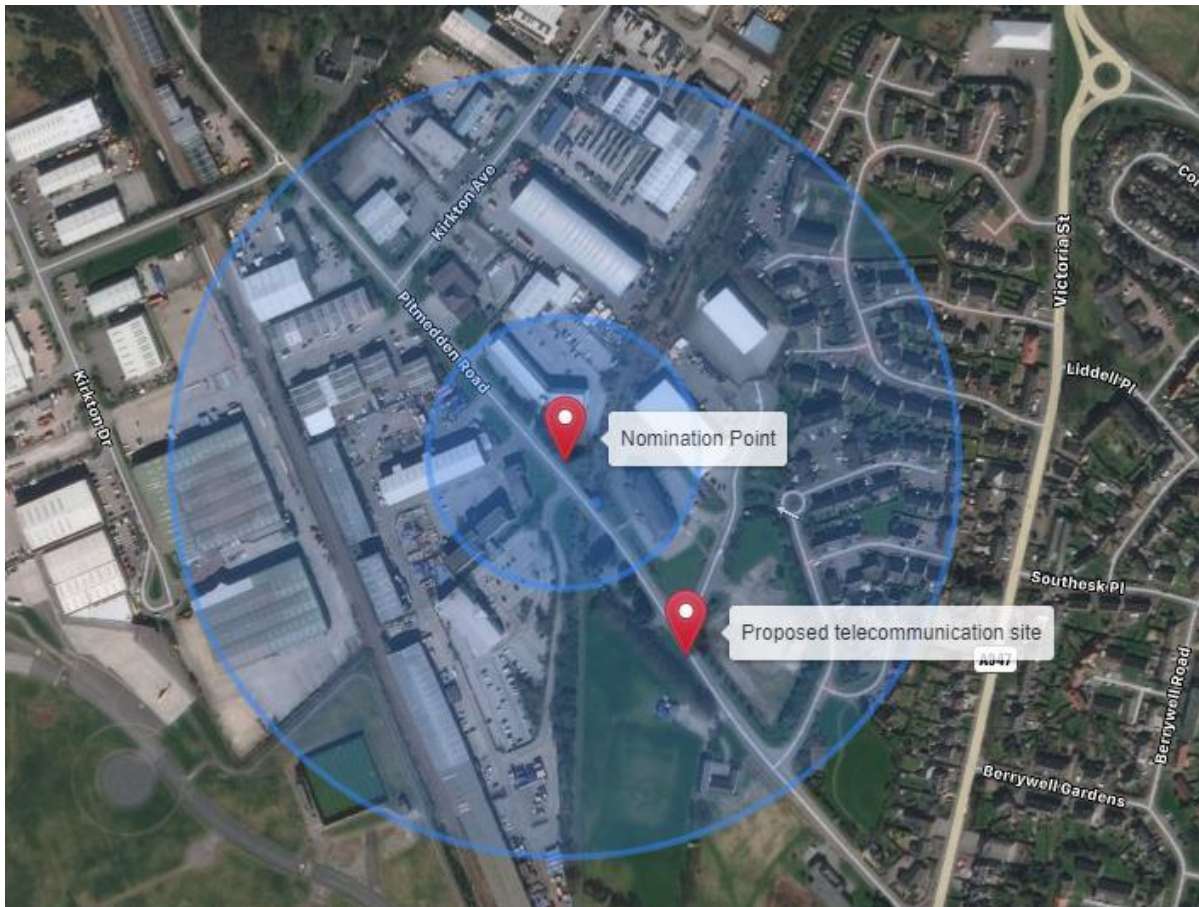 Co
Kirkton Ave
Victoria St
Pitmedden Road
Liddell Pl
Kirkton Dr
Nomination Point
Southesk Pl
Proposed telecommunication site
A947
Berrywell Road
Berrywell Gardens